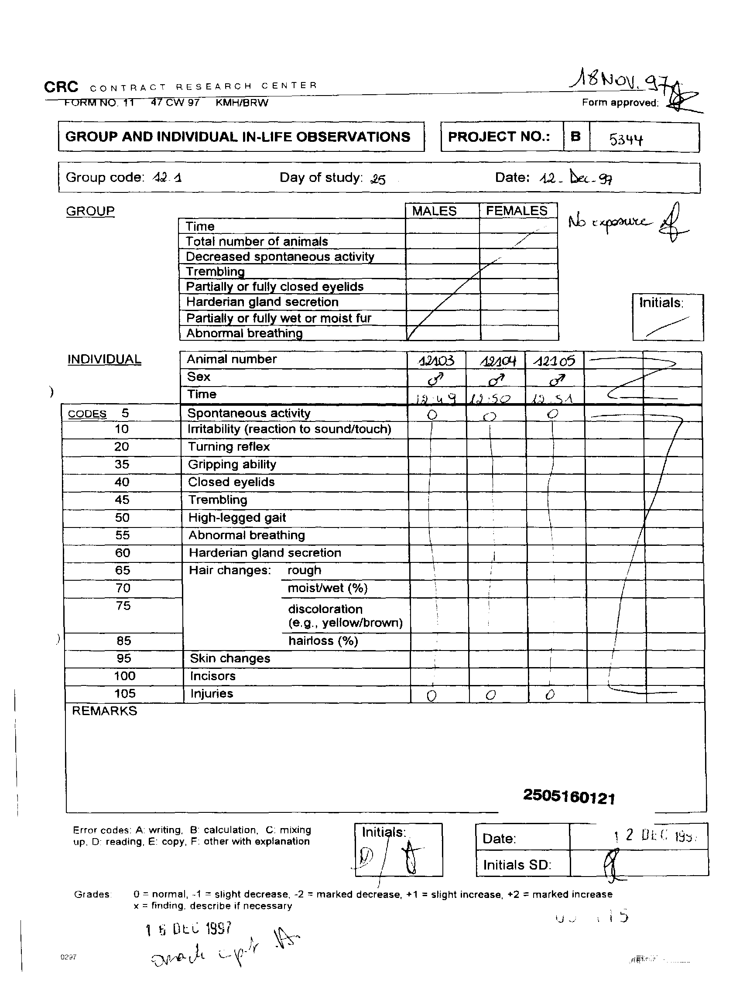 18 NOV. 97
CRC CONTRACT RESEARCH CENTER
FORM NO. 11 47 CW 97 KMH/BRW
Form approved:
GROUP AND INDIVIDUAL IN-LIFE OBSERVATIONS PROJECT NO.: B 5344
Group code: 12.1 Day of study: 25 Date: 12-Dec-97
GROUP MALES FEMALES
No exposure
Time
Total number of animals
Decreased spontaneous activity
Trembling
Partially or fully closed eyelids
Harderian gland secretion
Initials:
Partially or fully wet or moist fur
Abnormal breathing
INDIVIDUAL Animal number 12103 12104 12105
Sex ♂ ♂ ♂
Time 12.49 12.50 12.51
CODES 5 Spontaneous activity 0 0 0
10 Irritability (reaction to sound/touch)
20 Turning reflex
35 Gripping ability
40 Closed eyelids
45 Trembling
50 High-legged gait
55 Abnormal breathing
60 Harderian gland secretion
65 Hair changes: rough
70 moist/wet (%)
75 discoloration
(e.g., yellow/brown)
85 hairloss (%)
95 Skin changes
100 Incisors
105 Injuries 0 0 0
REMARKS
2505160121
Error codes: A: writing, B: calculation, C: mixing
up, D: reading, E: copy, F: other with explanation
Initials:
Date: 12 DEC 1997
Initials SD:
Grades 0 = normal, -1 = slight decrease, -2 = marked decrease, +1 = slight increase, +2 = marked increase
x = finding, describe if necessary
16 DEC 1997
0297